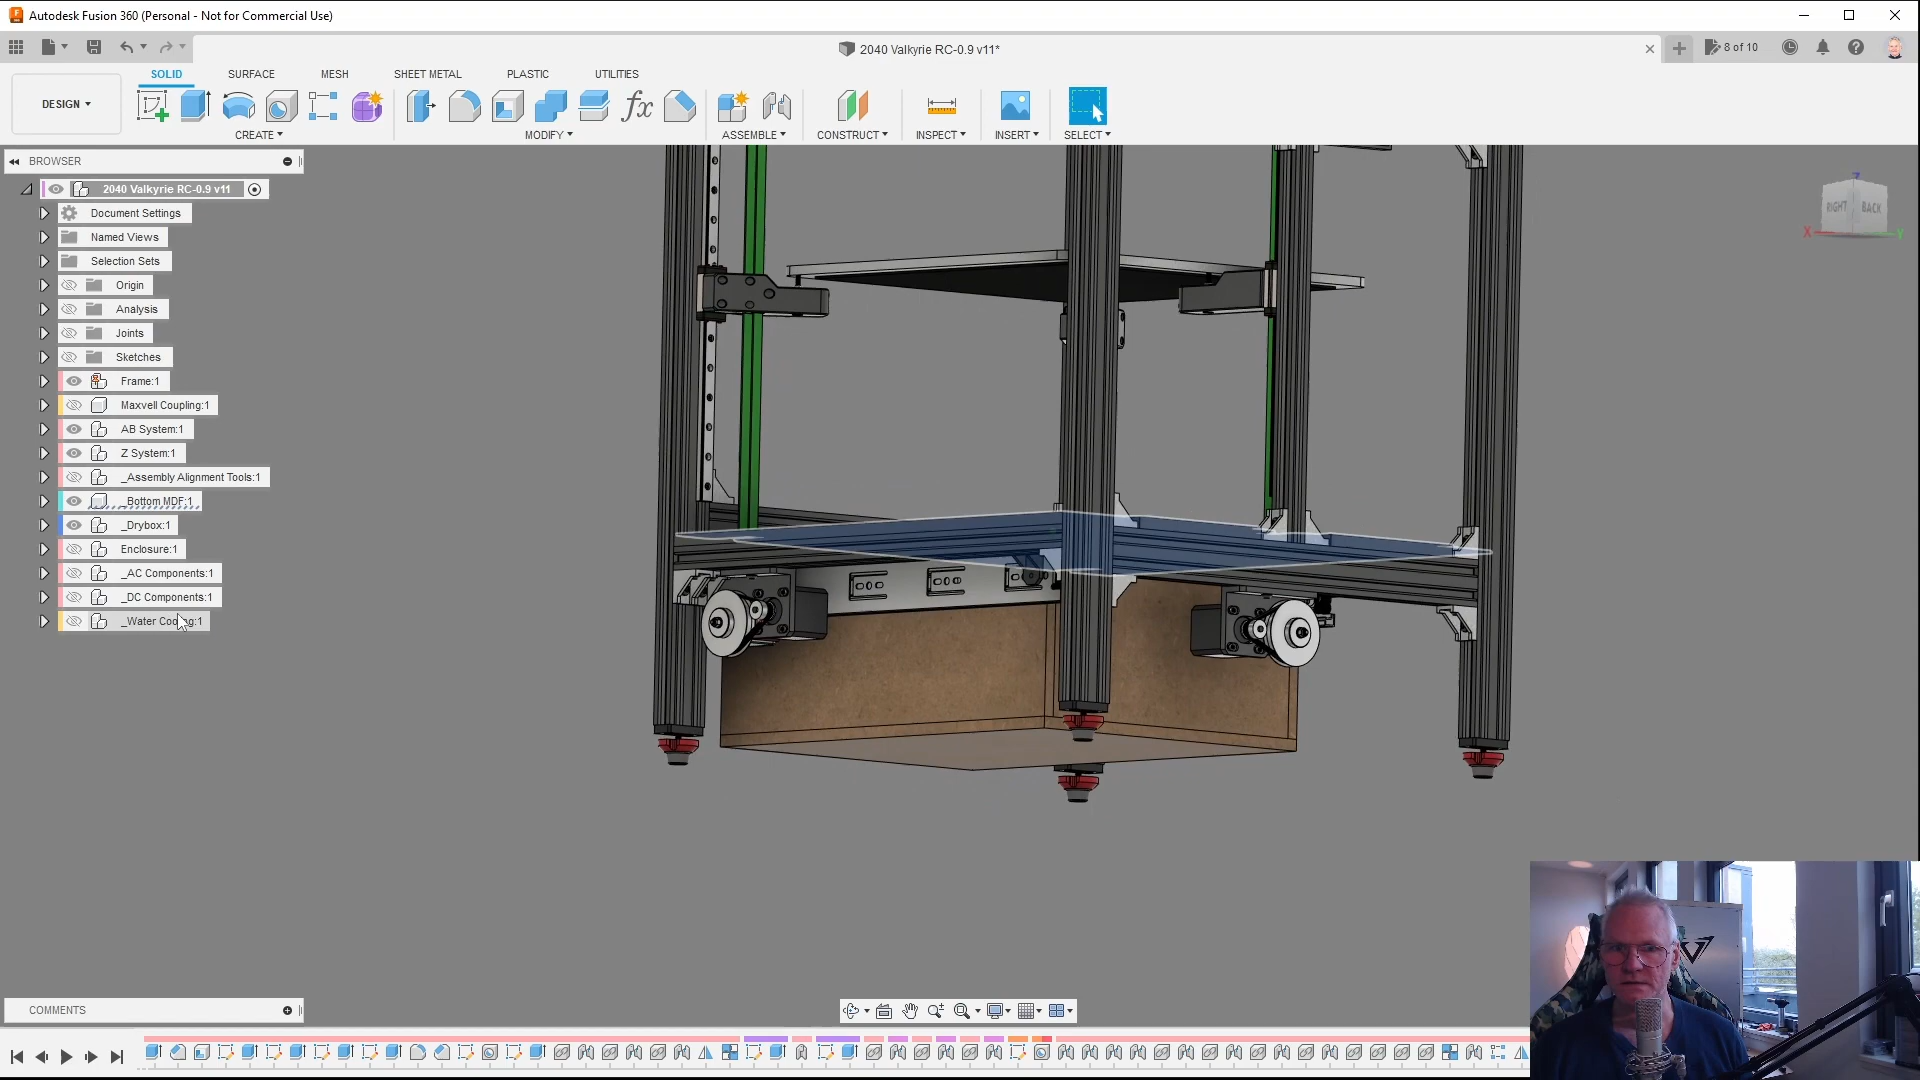 Autodesk Fusion 360 (Personal - Not for Commercial Use)
2040 Valkyrie RC-0.9 v11*
8 of 10
SOLID SURFACE MESH SHEET METAL PLASTIC UTILITIES
DESIGN
fx
CREATE MODIFY ASSEMBLE CONSTRUCT INSPECT INSERT SELECT
BROWSER
2040 Valkyrie RC-0.9 v11
Document Settings
Named Views
Selection Sets
Origin
Analysis
Joints
Sketches
Frame:1
Maxvell Coupling:1
AB System:1
Z System:1
_Assembly Alignment Tools:1
_Bottom MDF:1
_Drybox:1
Enclosure:1
_AC Components:1
_DC Components:1
_Water
Z
RIGHT BACK
X Y
COMMENTS